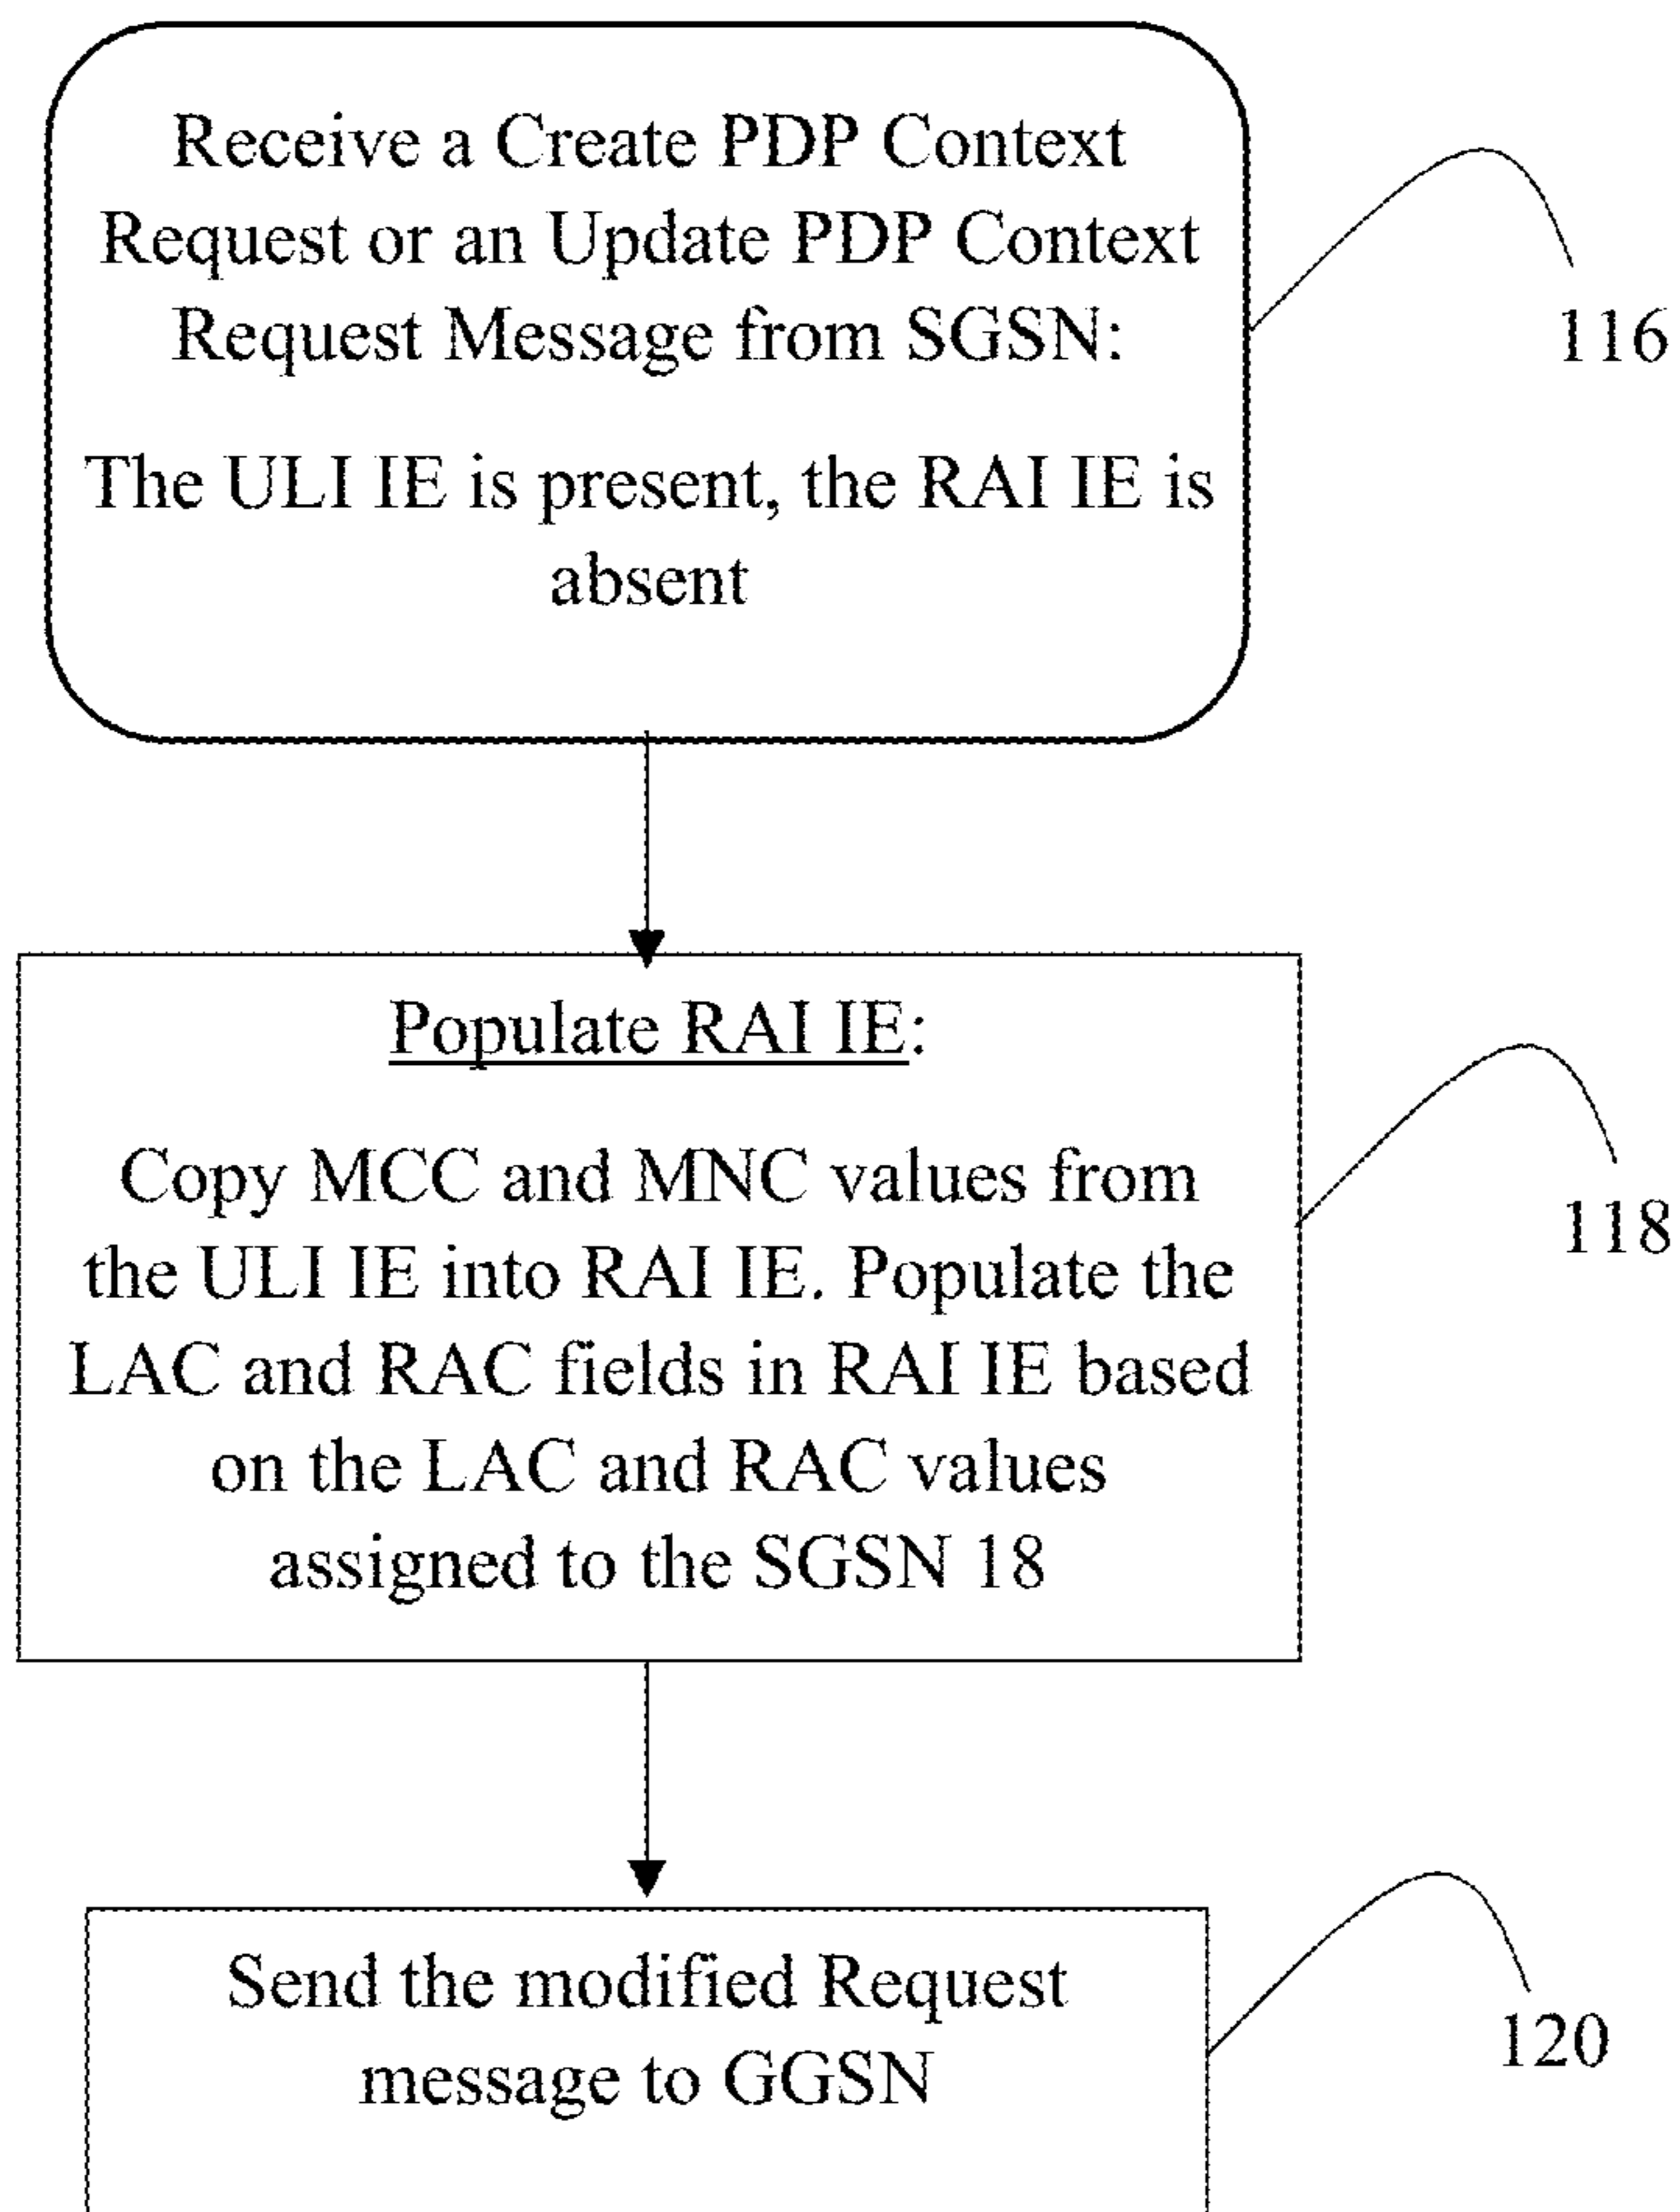 Receive a Create PDP Context
Request or an Update PDP Context
Request Message from SGSN:
The ULI IE is present, the RAI IE is
absent
116
Populate RAI IE:
Copy MCC and MNC values from
the ULI IE into RAI IE. Populate the
LAC and RAC fields in RAI IE based
on the LAC and RAC values
assigned to the SGSN 18
118
Send the modified Request
message to GGSN
120